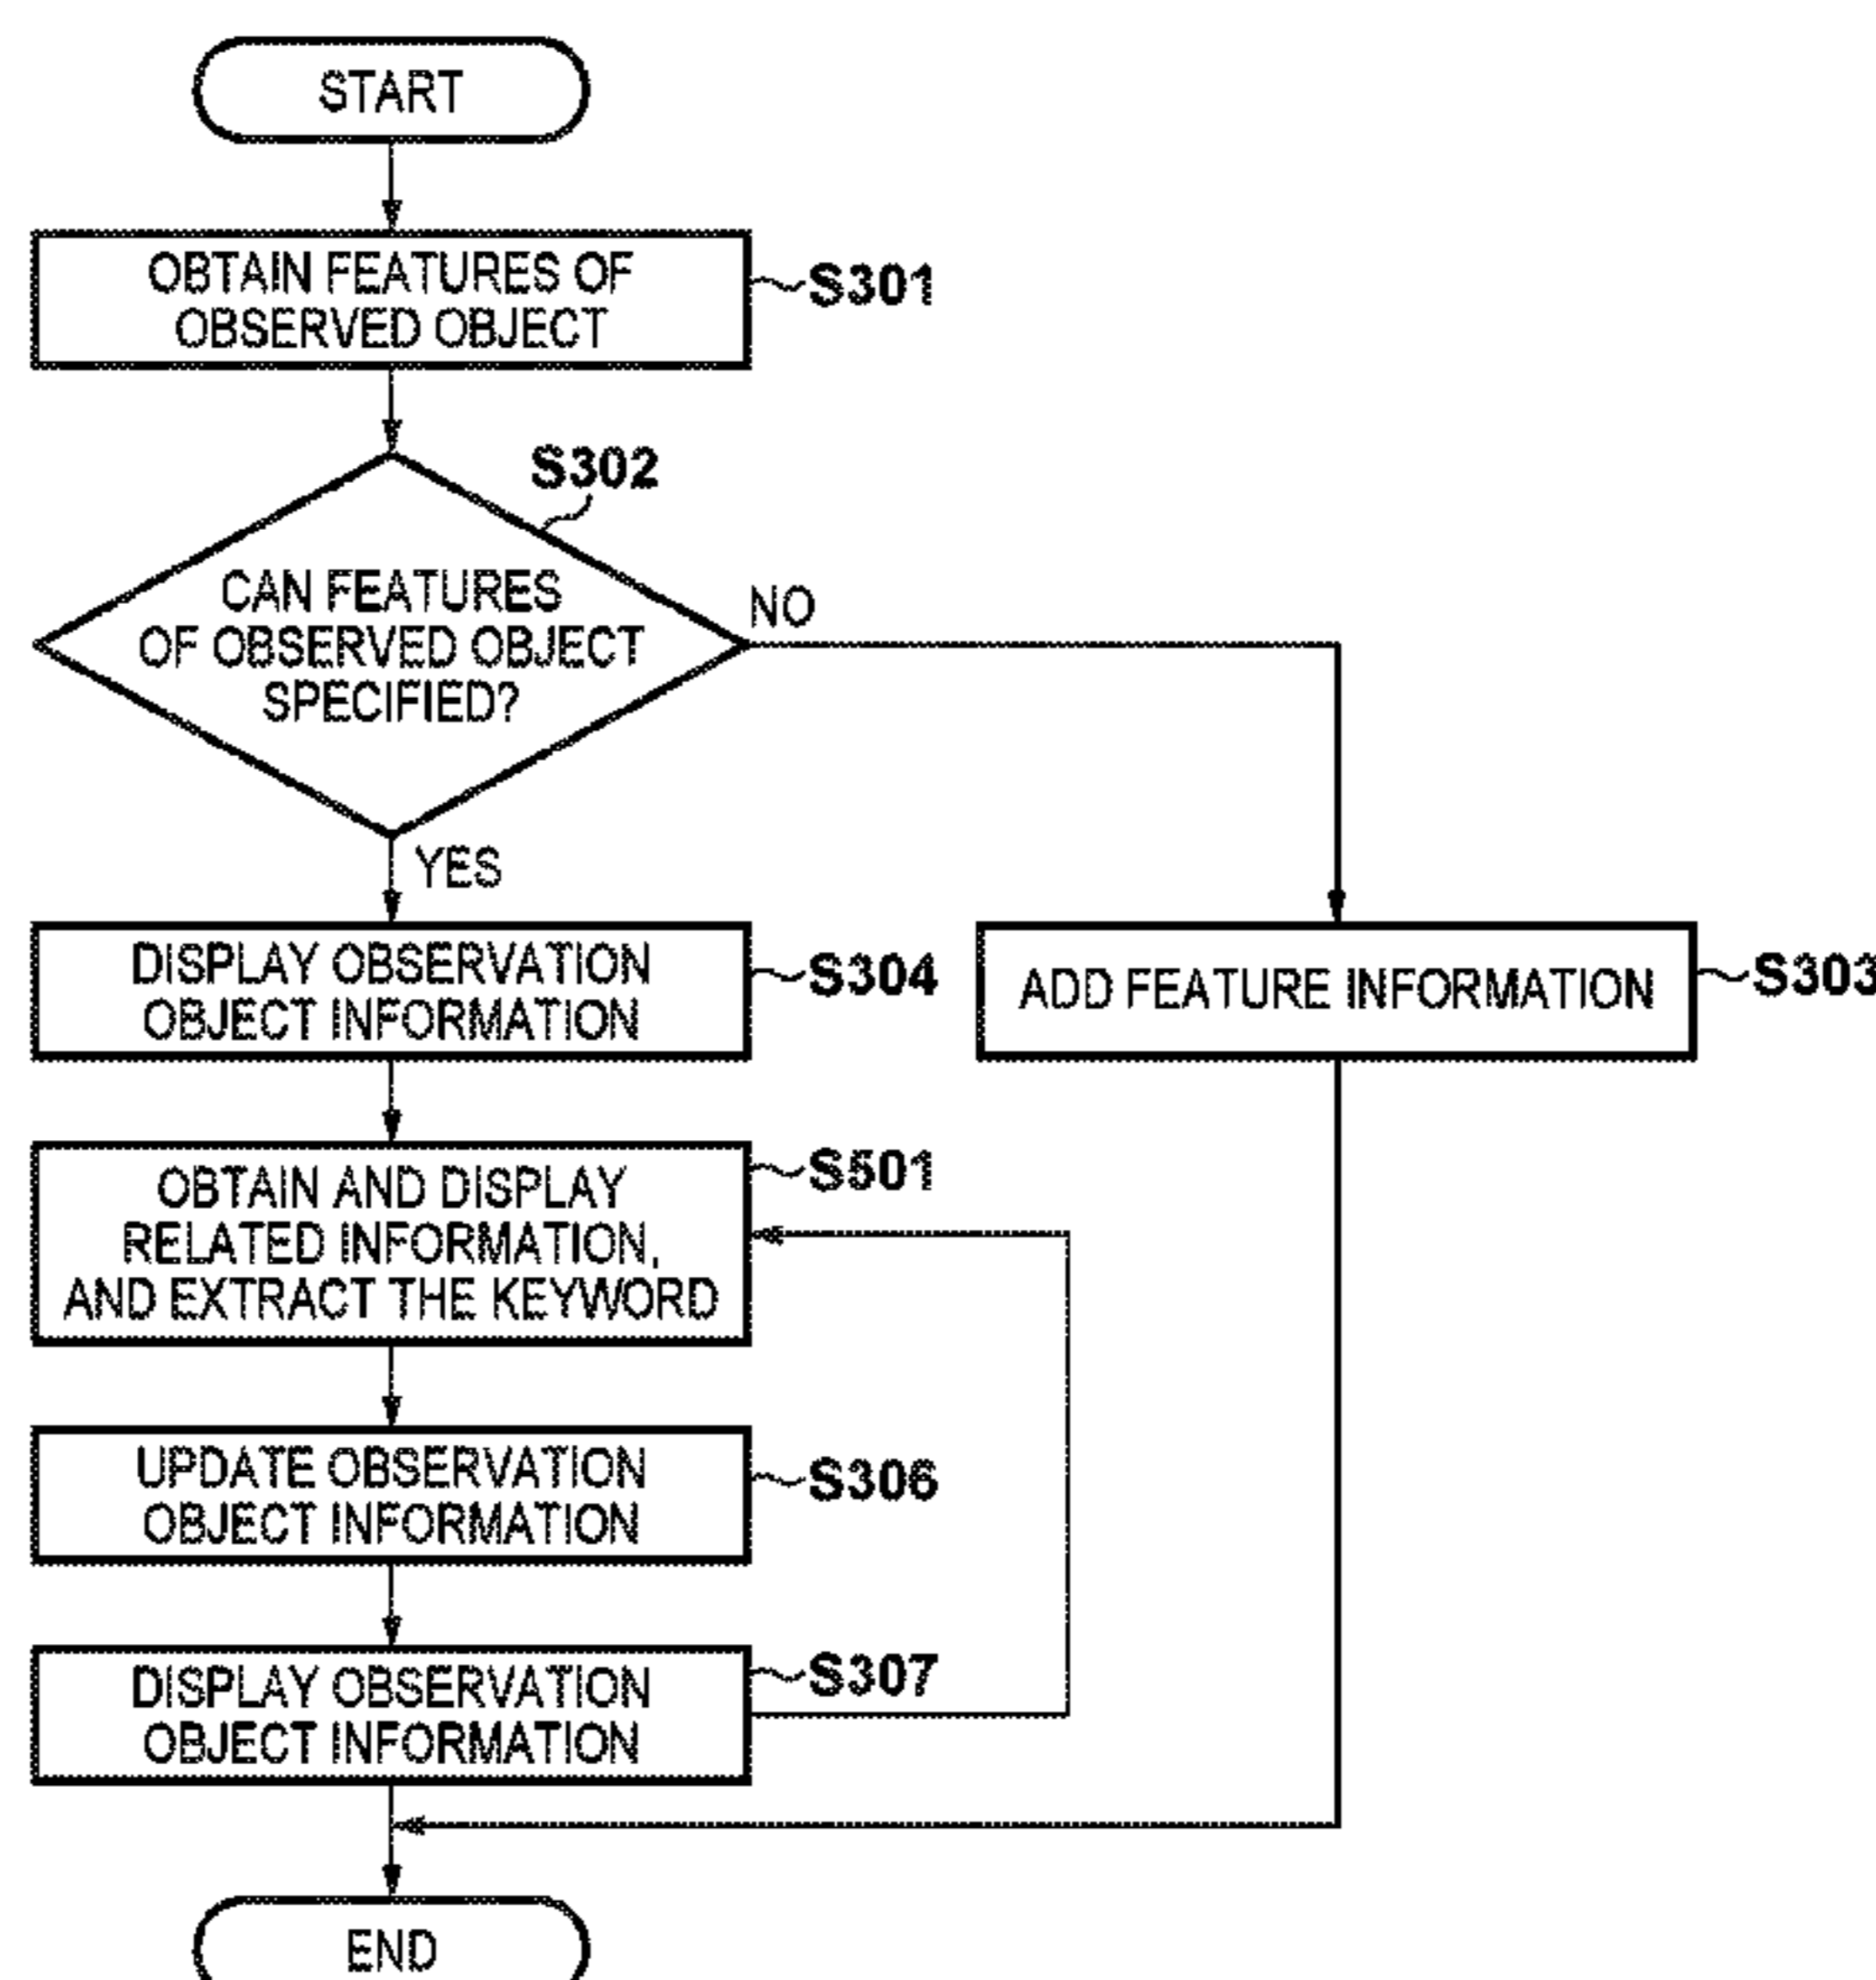 START
OBTAIN FEATURES OF
OBSERVED OBJECT
S301
S302
CAN FEATURES
OF OBSERVED OBJECT
SPECIFIED?
NO
YES
DISPLAY OBSERVATION
OBJECT INFORMATION
S304
ADD FEATURE INFORMATION
S303
OBTAIN AND DISPLAY
RELATED INFORMATION,
AND EXTRACT THE KEYWORD
S501
UPDATE OBSERVATION
OBJECT INFORMATION
S306
DISPLAY OBSERVATION
OBJECT INFORMATION
S307
END